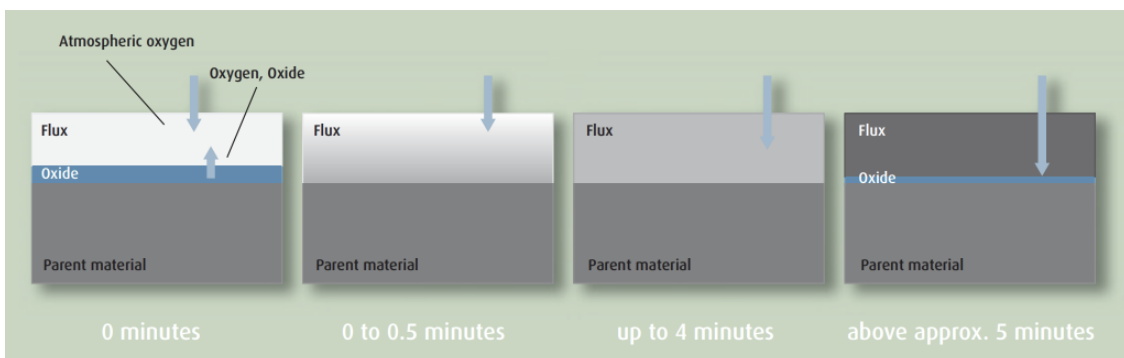 Atmospheric oxygen
Oxygen, Oxide
Flux
Oxide
Parent material
0 minutes
Flux
Parent material
0 to 0.5 minutes
Flux
Parent material
up to 4 minutes
Flux
Oxide
Parent material
above approx. 5 minutes